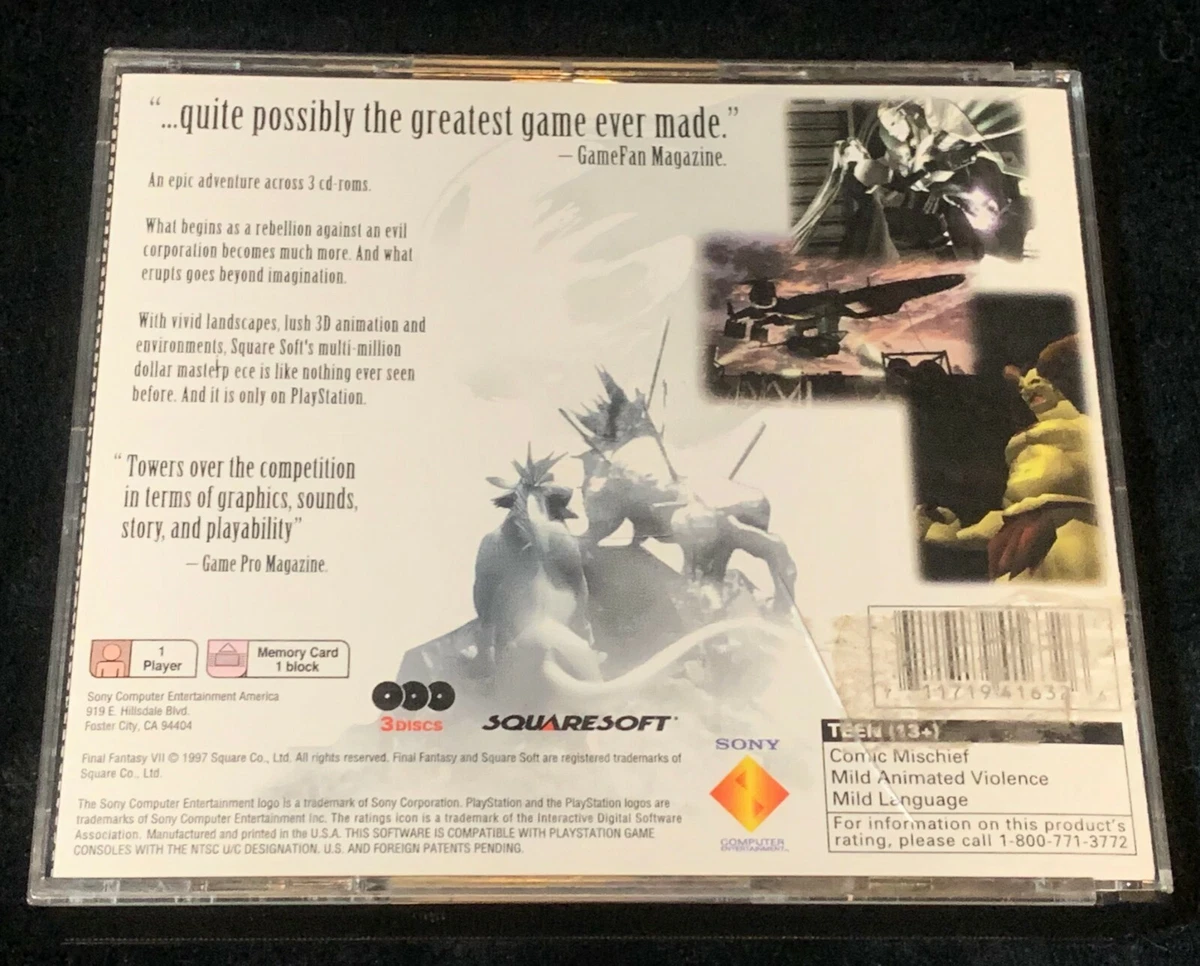 “...quite possibly the greatest game ever made.”
– GameFan Magazine.
An epic adventure across 3 cd-roms.
What begins as a rebellion against an evil
corporation becomes much more. And what
erupts goes beyond imagination.
With vivid landscapes, lush 3D animation and
environments, Square Soft's multi-million
dollar masterp ece is like nothing ever seen
before. And it is only on PlayStation.
“Towers over the competition
in terms of graphics, sounds,
story, and playability”
– Game Pro Magazine.
1
Player
Memory Card
1 block
Sony Computer Entertainment America
919 E. Hillsdale Blvd.
Foster City, CA 94404
3 DISCS
SQUARESOFT
Final Fantasy VII © 1997 Square Co., Ltd. All rights reserved. Final Fantasy and Square Soft are registered trademarks of
Square Co., Ltd.
The Sony Computer Entertainment logo is a trademark of Sony Corporation. PlayStation and the PlayStation logos are
trademarks of Sony Computer Entertainment Inc. The ratings icon is a trademark of the Interactive Digital Software
Association. Manufactured and printed in the U.S.A. THIS SOFTWARE IS COMPATIBLE WITH PLAYSTATION GAME
CONSOLES WITH THE NTSC U/C DESIGNATION. U.S. AND FOREIGN PATENTS PENDING.
SONY
COMPUTER
ENTERTAINMENT
7 11719 41632
TEEN (13+)
Comic Mischief
Mild Animated Violence
Mild Language
For information on this product's
rating, please call 1-800-771-3772